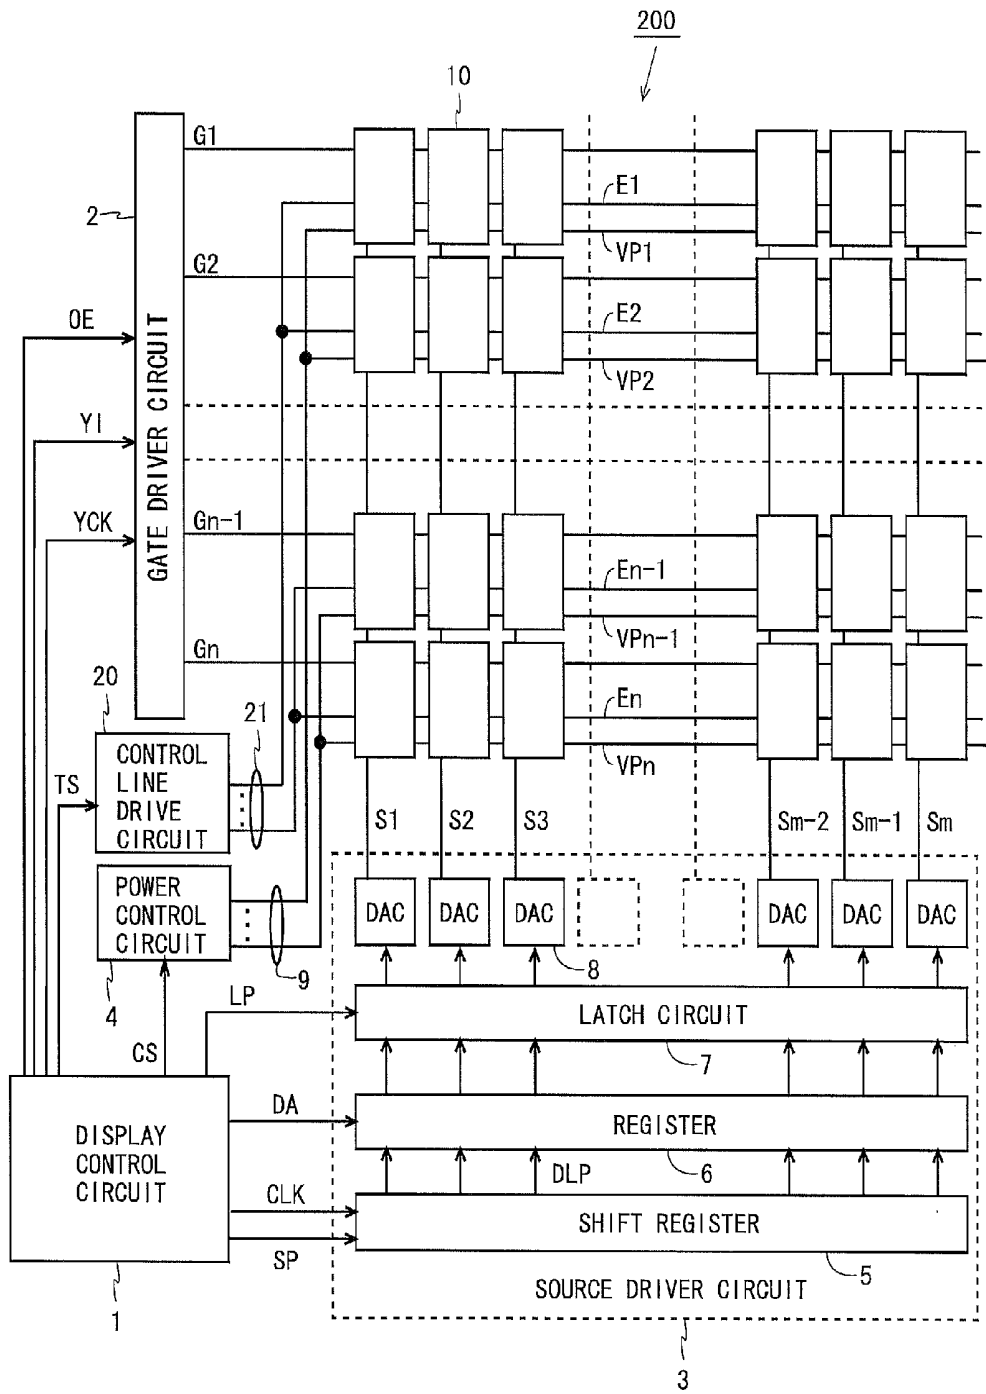 200
10
G1
E1
2
VP1
G2
OE
E2
VP2
GATE DRIVER CIRCUIT
YI
YCK
Gn-1
En-1
VPn-1
Gn
20
En
21
CONTROL
LINE
DRIVE
CIRCUIT
TS
VPn
S1
S2
S3
Sm-2
Sm-1
Sm
POWER
CONTROL
CIRCUIT
DAC
DAC
DAC
DAC
DAC
DAC
4
9
8
LP
CS
LATCH CIRCUIT
7
DISPLAY
CONTROL
CIRCUIT
DA
REGISTER
6
DLP
CLK
SP
SHIFT REGISTER
5
SOURCE DRIVER CIRCUIT
1
3